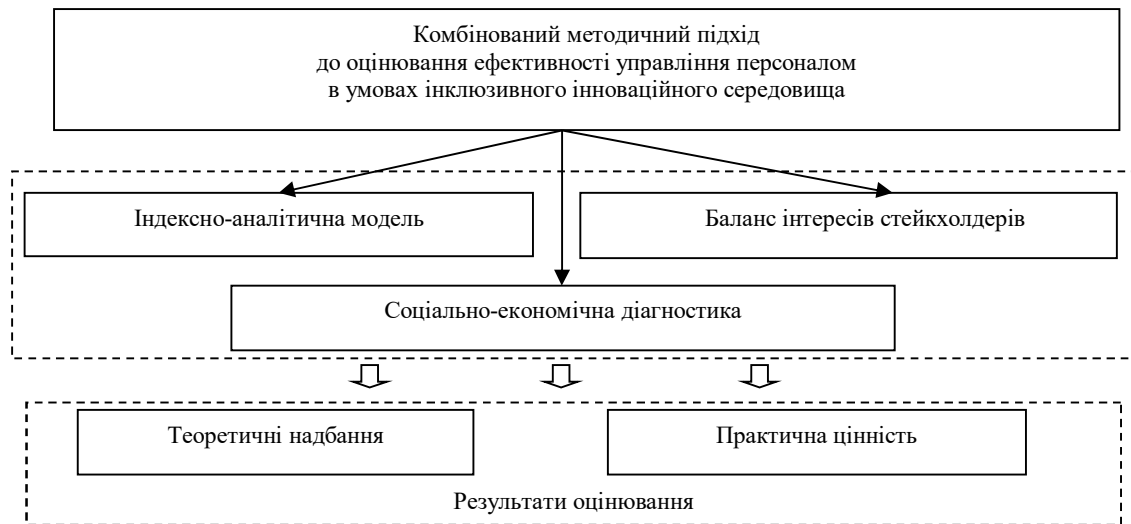 Комбінований методичний підхід
до оцінювання ефективності управління персоналом
в умовах інклюзивного інноваційного середовища
Індексно-аналітична модель
Баланс інтересів стейкхолдерів
Соціально-економічна діагностика
Теоретичні надбання
Практична цінність
Результати оцінювання